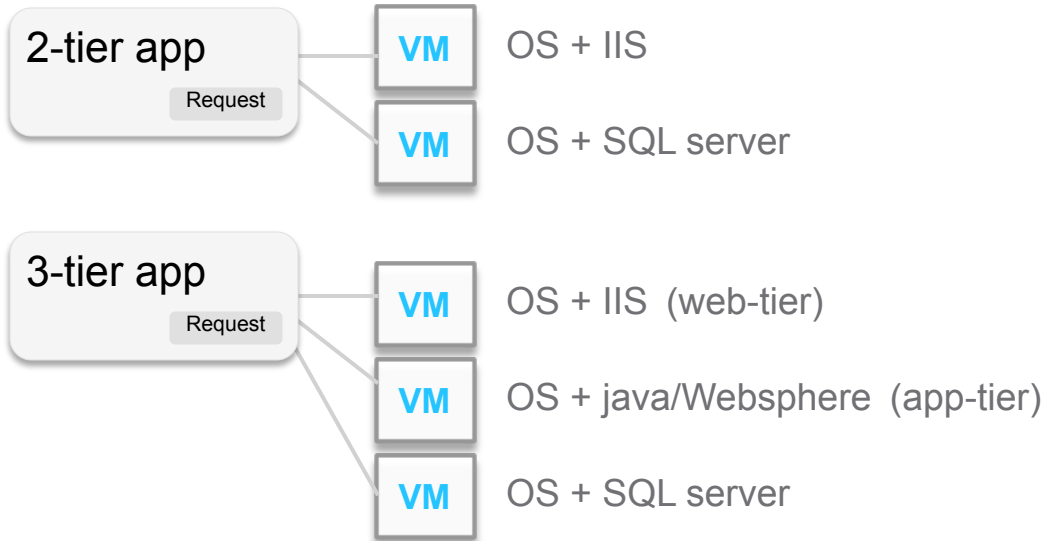 2-tier app
Request
VM
OS + IIS
VM
OS + SQL server
3-tier app
Request
VM
OS + IIS (web-tier)
VM
OS + java/Websphere (app-tier)
VM
OS + SQL server